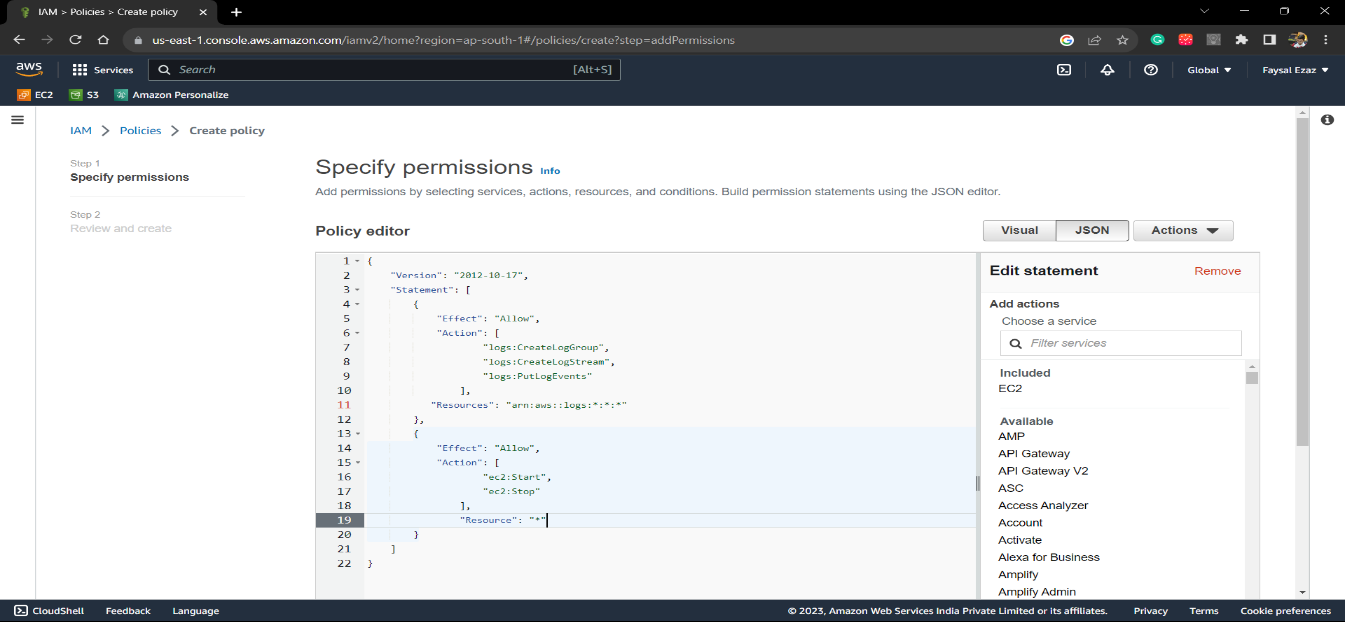 IAM > Policies > Create policy
us-east-1.console.aws.amazon.com/iamv2/home?region=ap-south-1#/policies/create?step=addPermissions
aws Services Search [Alt+S] Global Faysal Ezaz
EC2 S3 Amazon Personalize
IAM > Policies > Create policy
Step 1
Specify permissions
Step 2
Review and create
Specify permissions Info
Add permissions by selecting services, actions, resources, and conditions. Build permission statements using the JSON editor.
Policy editor
Visual JSON Actions
1 {
2 "Version": "2012-10-17",
3 "Statement": [
4 {
5 "Effect": "Allow",
6 "Action": [
7 "logs:CreateLogGroup",
8 "logs:CreateLogStream",
9 "logs:PutLogEvents"
10 ],
11 "Resources": "arn:aws::logs:*:*:*"
12 },
13 {
14 "Effect": "Allow",
15 "Action": [
16 "ec2:Start",
17 "ec2:Stop"
18 ],
19 "Resource": "*"
20 }
21 ]
22 }
Edit statement Remove
Add actions
Choose a service
Filter services
Included
EC2
Available
AMP
API Gateway
API Gateway V2
ASC
Access Analyzer
Account
Activate
Alexa for Business
Amplify
Amplify Admin
CloudShell Feedback Language © 2023, Amazon Web Services India Private Limited or its affiliates. Privacy Terms Cookie preferences